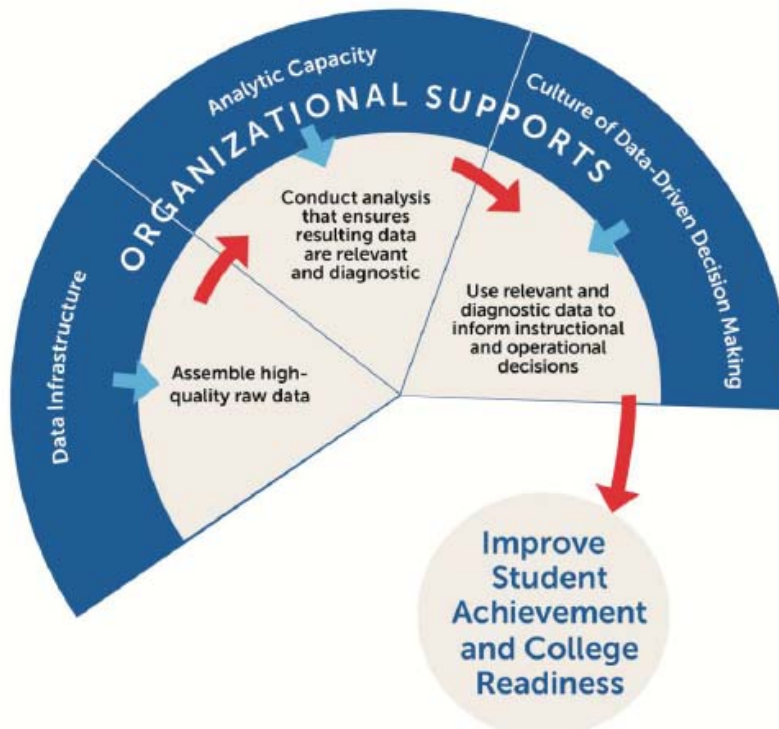 ORGANIZATIONAL SUPPORTS
Data Infrastructure
Analytic Capacity
Culture of Data-Driven Decision Making
Assemble high-
quality raw data
Conduct analysis
that ensures
resulting data
are relevant
and diagnostic
Use relevant and
diagnostic data to
inform instructional
and operational
decisions
Improve
Student
Achievement
and College
Readiness